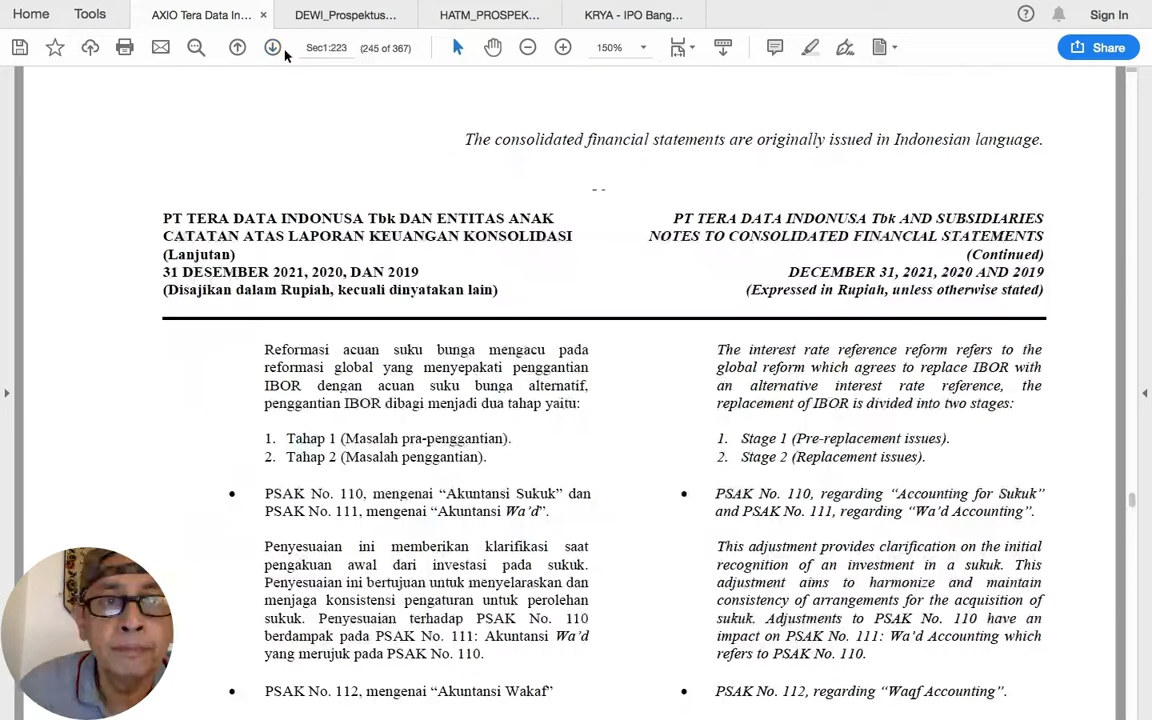 Home Tools AXIO Tera Data In... × DEWI_Prospektus... HATM_PROSPEK... KRYA - IPO Bang... Sign In
Sec1:223 (245 of 367) 150% Share
The consolidated financial statements are originally issued in Indonesian language.
- -
PT TERA DATA INDONUSA Tbk DAN ENTITAS ANAK
CATATAN ATAS LAPORAN KEUANGAN KONSOLIDASI
(Lanjutan)
31 DESEMBER 2021, 2020, DAN 2019
(Disajikan dalam Rupiah, kecuali dinyatakan lain)
PT TERA DATA INDONUSA Tbk AND SUBSIDIARIES
NOTES TO CONSOLIDATED FINANCIAL STATEMENTS
(Continued)
DECEMBER 31, 2021, 2020 AND 2019
(Expressed in Rupiah, unless otherwise stated)
Reformasi acuan suku bunga mengacu pada
reformasi global yang menyepakati penggantian
IBOR dengan acuan suku bunga alternatif,
penggantian IBOR dibagi menjadi dua tahap yaitu:
1. Tahap 1 (Masalah pra-penggantian).
2. Tahap 2 (Masalah penggantian).
• PSAK No. 110, mengenai “Akuntansi Sukuk” dan
PSAK No. 111, mengenai “Akuntansi Wa’d”.
Penyesuaian ini memberikan klarifikasi saat
pengakuan awal dari investasi pada sukuk.
Penyesuaian ini bertujuan untuk menyelaraskan dan
menjaga konsistensi pengaturan untuk perolehan
sukuk. Penyesuaian terhadap PSAK No. 110
berdampak pada PSAK No. 111: Akuntansi Wa’d
yang merujuk pada PSAK No. 110.
• PSAK No. 112, mengenai “Akuntansi Wakaf”
The interest rate reference reform refers to the
global reform which agrees to replace IBOR with
an alternative interest rate reference, the
replacement of IBOR is divided into two stages:
1. Stage 1 (Pre-replacement issues).
2. Stage 2 (Replacement issues).
• PSAK No. 110, regarding “Accounting for Sukuk”
and PSAK No. 111, regarding “Wa’d Accounting”.
This adjustment provides clarification on the initial
recognition of an investment in a sukuk. This
adjustment aims to harmonize and maintain
consistency of arrangements for the acquisition of
sukuk. Adjustments to PSAK No. 110 have an
impact on PSAK No. 111: Wa’d Accounting which
refers to PSAK No. 110.
• PSAK No. 112, regarding “Waqf Accounting”.